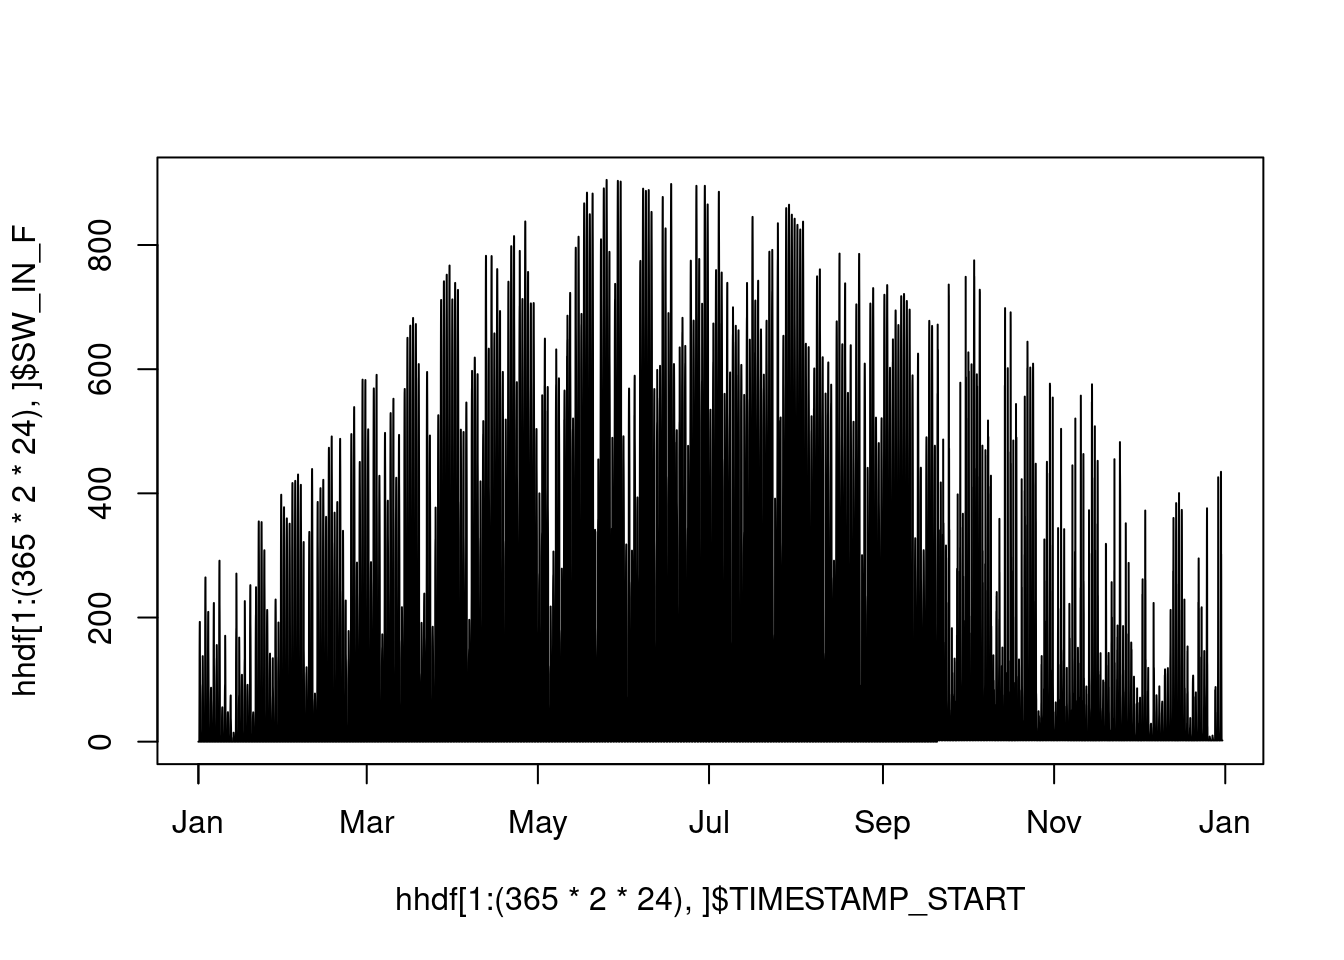 hhdf[1:(365 * 2 * 24), ]$SW_IN_F
800
600
400
200
0
Jan Mar May Jul Sep Nov Jan
hhdf[1:(365 * 2 * 24), ]$TIMESTAMP_START